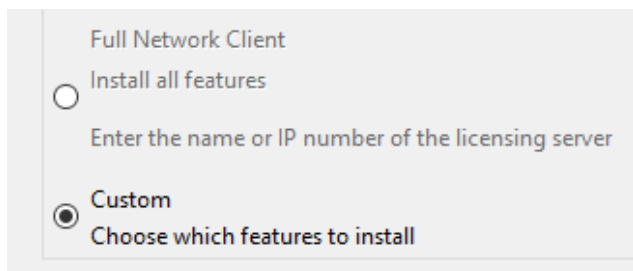 Full Network Client
Install all features
Enter the name or IP number of the licensing server
Custom
Choose which features to install